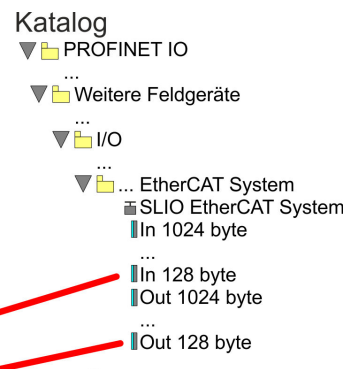 Katalog
PROFINET IO
...
Weitere Feldgeräte
...
I/O
...
... EtherCAT System
SLIO EtherCAT System
In 1024 byte
...
In 128 byte
Out 1024 byte
...
Out 128 byte